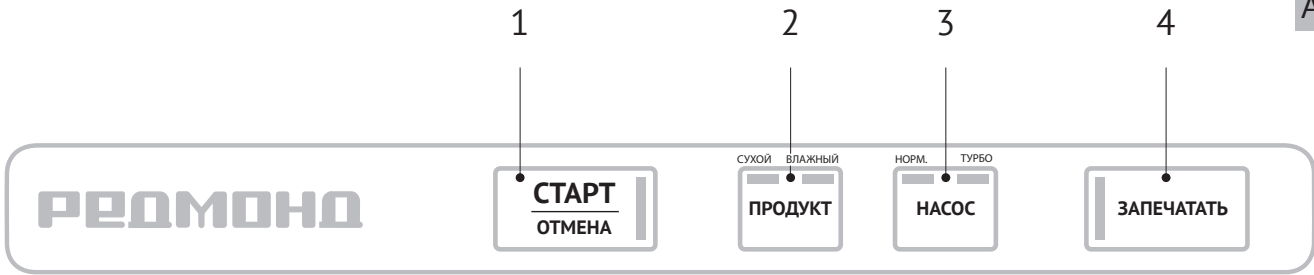 1 2 3 4
A
СУХОЙ ВЛАЖНЫЙ НОРМ. ТУРБО
РЕДМОНД СТАРТ ПРОДУКТ НАСОС ЗАПЕЧАТАТЬ
ОТМЕНА